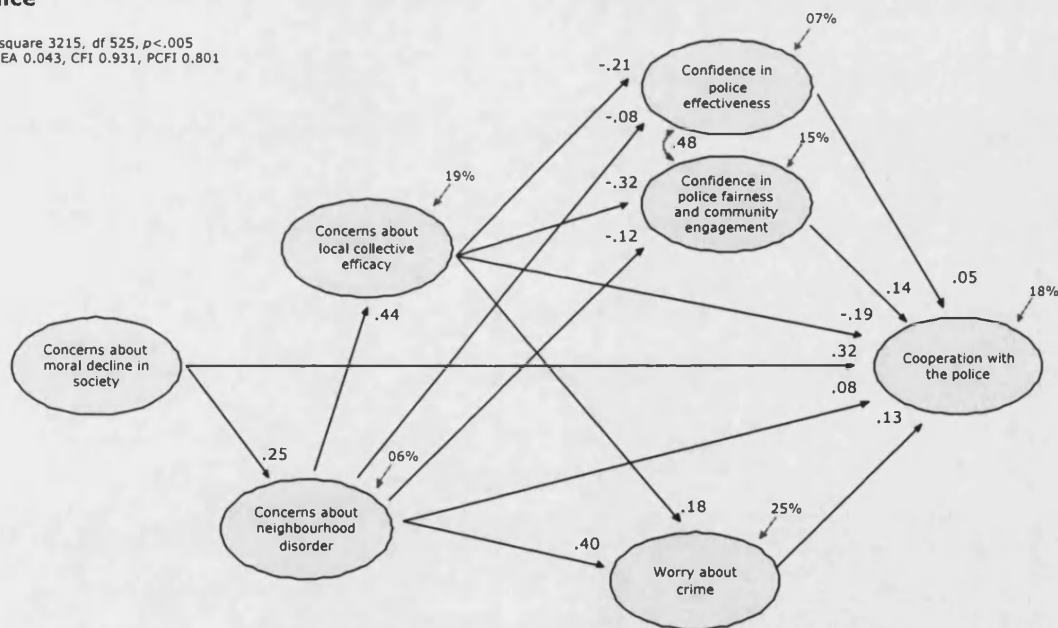 square 3215, df 525, p<.005
EA 0.043, CFI 0.931, PCFI 0.801
07%
-.21
Confidence in
police
effectiveness
-.08
.48
15%
19%
-.32
Confidence in
police fairness
and community
engagement
-.12
Concerns about
local collective
efficacy
.05
.14
18%
.44
-.19
Concerns about
moral decline in
society
.32
Cooperation with
the police
.08
.13
.25
06%
Concerns about
neighbourhood
disorder
.18
25%
.40
Worry about
crime